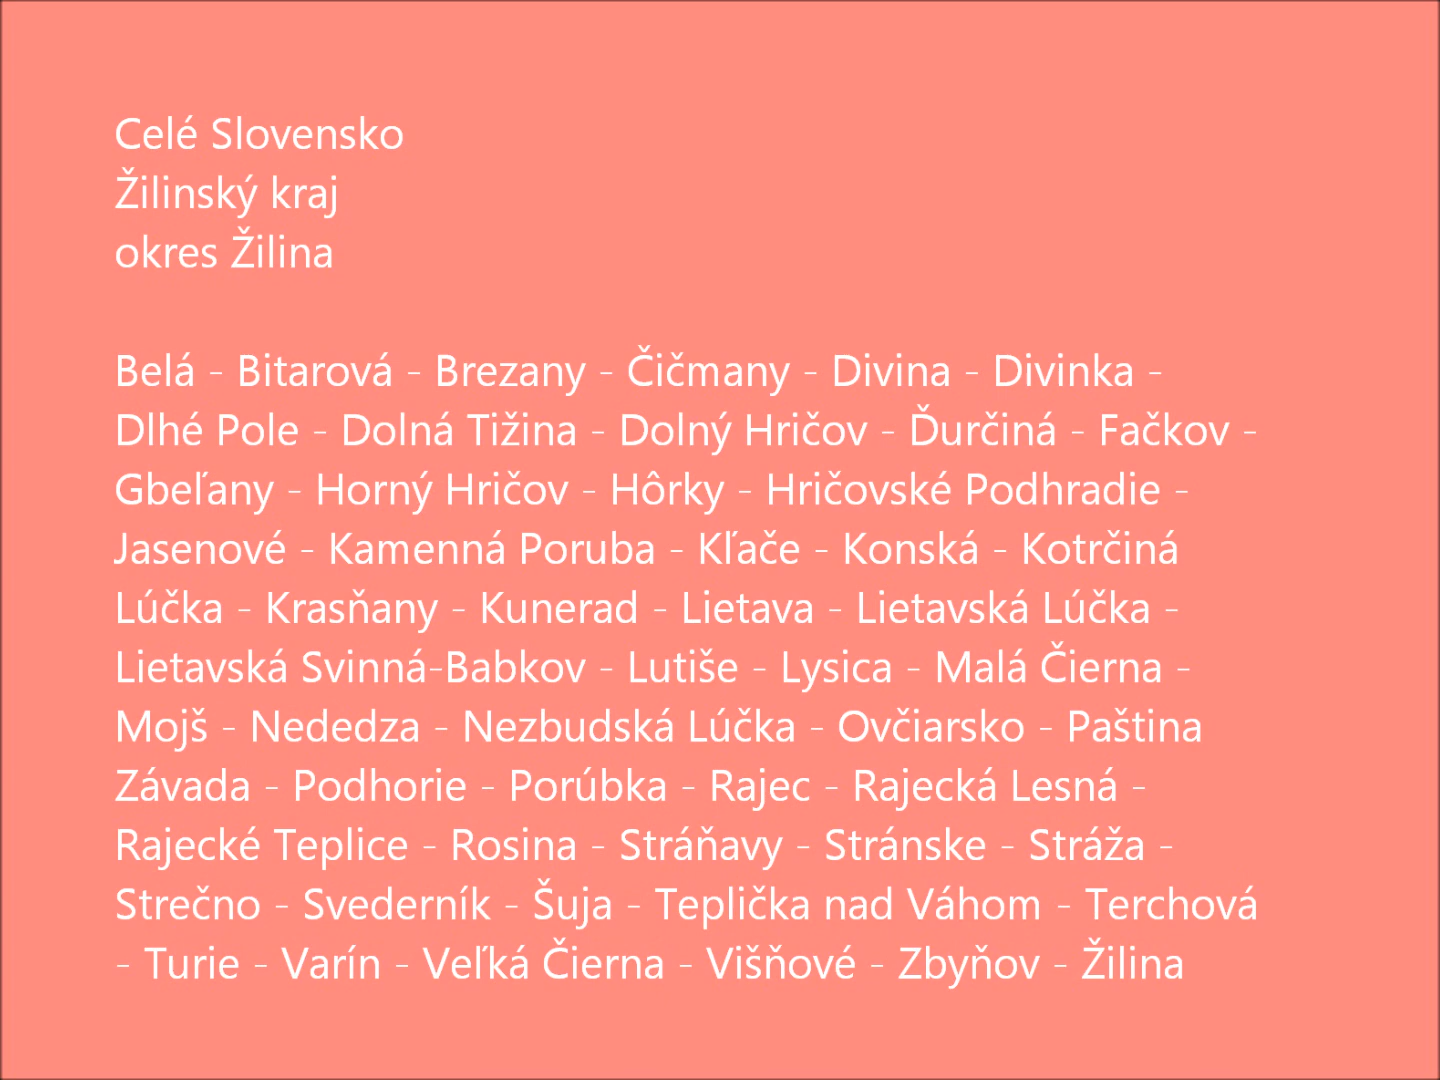 Celé Slovensko
Žilinský kraj
okres Žilina
Belá - Bitarová - Brezany - Čičmany - Divina - Divinka -
Dlhé Pole - Dolná Tižina - Dolný Hričov - Ďurčiná - Fačkov -
Gbeľany - Horný Hričov - Hôrky - Hričovské Podhradie -
Jasenové - Kamenná Poruba - Kľače - Konská - Kotrčiná
Lúčka - Krasňany - Kunerad - Lietava - Lietavská Lúčka -
Lietavská Svinná-Babkov - Lutiše - Lysica - Malá Čierna -
Mojš - Nededza - Nezbudská Lúčka - Ovčiarsko - Paština
Závada - Podhorie - Porúbka - Rajec - Rajecká Lesná -
Rajecké Teplice - Rosina - Stráňavy - Stránske - Stráža -
Strečno - Svederník - Šuja - Teplička nad Váhom - Terchová
- Turie - Varín - Veľká Čierna - Višňové - Zbyňov - Žilina